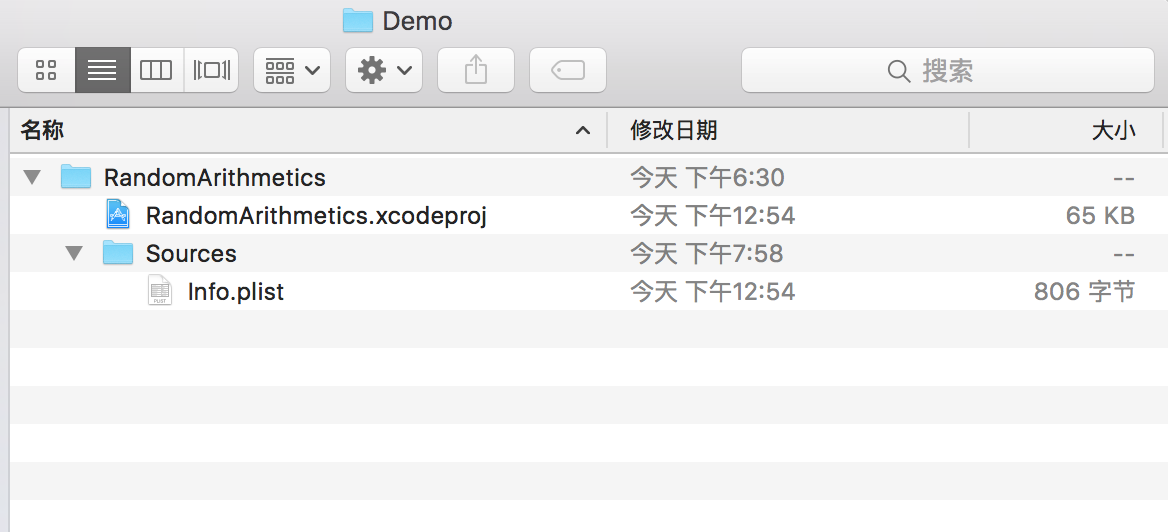 Demo
搜索
名称 修改日期 大小
RandomArithmetics 今天 下午6:30 --
RandomArithmetics.xcodeproj 今天 下午12:54 65 KB
Sources 今天 下午7:58 --
Info.plist 今天 下午12:54 806 字节